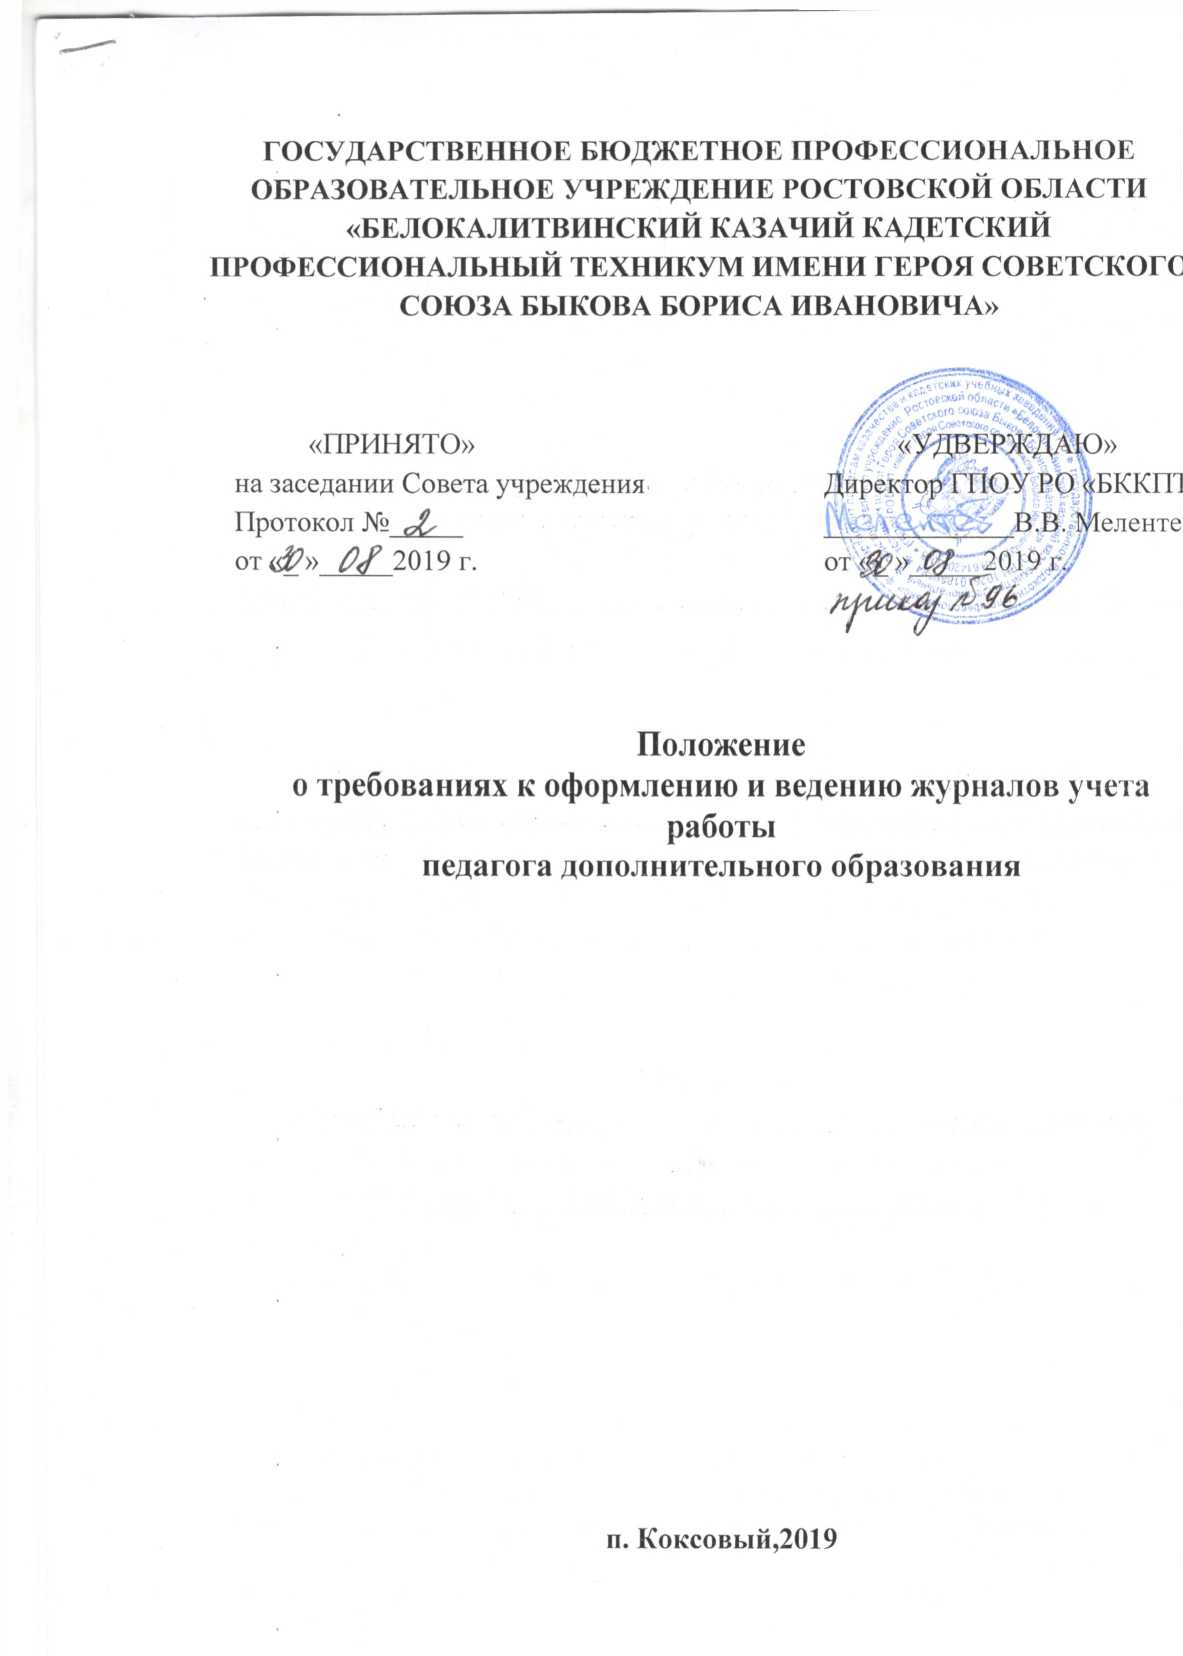 ГОСУДАРСТВЕННОЕ БЮДЖЕТНОЕ ПРОФЕССИОНАЛЬНОЕ
ОБРАЗОВАТЕЛЬНОЕ УЧРЕЖДЕНИЕ РОСТОВСКОЙ ОБЛАСТИ
«БЕЛОКАЛИТВИНСКИЙ КАЗАЧИЙ КАДЕТСКИЙ
ПРОФЕССИОНАЛЬНЫЙ ТЕХНИКУМ ИМЕНИ ГЕРОЯ СОВЕТСКОГО
СОЮЗА БЫКОВА БОРИСА ИВАНОВИЧА»
«ПРИНЯТО»
на заседании Совета учреждения
Протокол № 2
от «30» 08 2019 г.
«УДВЕРЖДАЮ»
Директор ГПОУ РО «БККПТ
В.В. Меленте
от «30» 08 2019 г.
приказ №96
Положение
о требованиях к оформлению и ведению журналов учета
работы
педагога дополнительного образования
п. Коксовый,2019